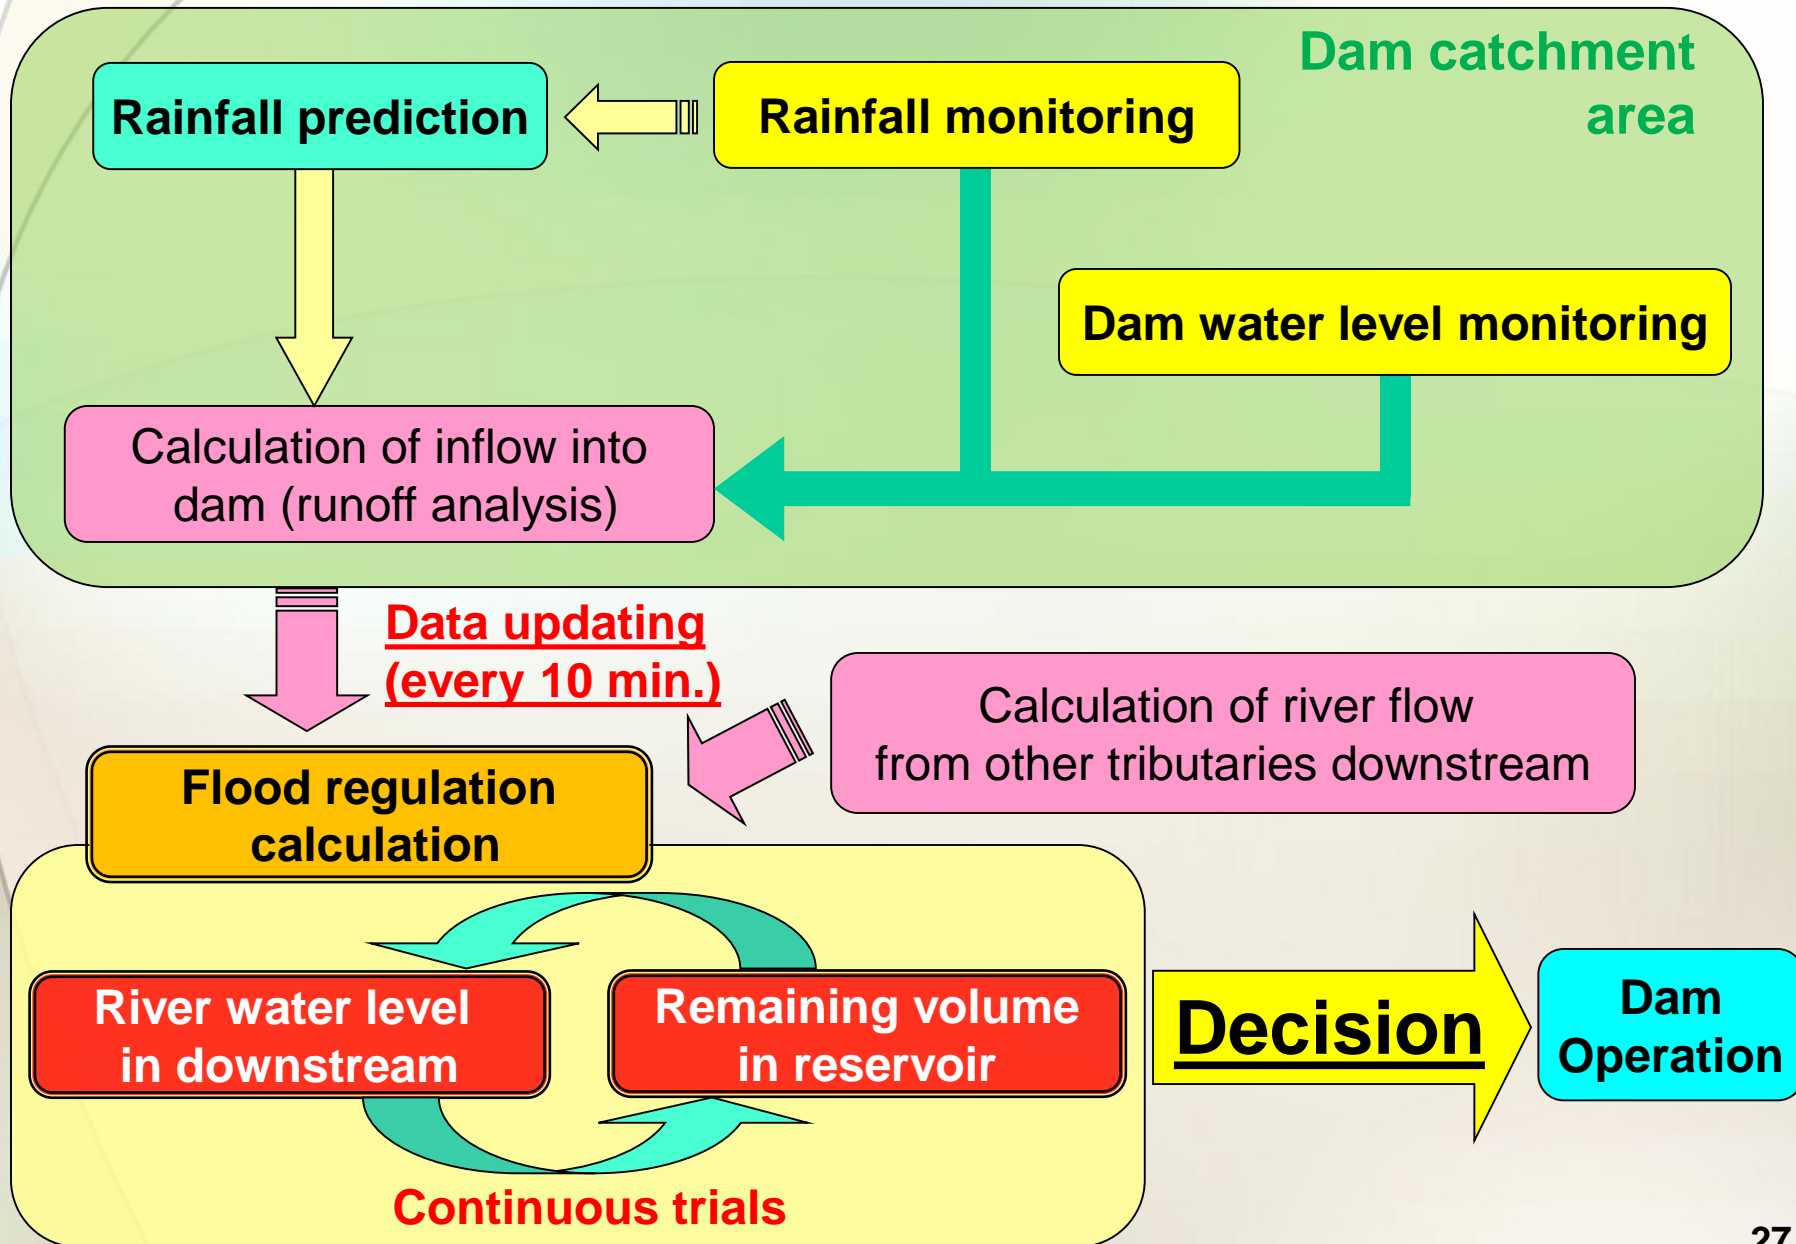 Dam catchment
area
Rainfall prediction
Rainfall monitoring
Dam water level monitoring
Calculation of inflow into
dam (runoff analysis)
Data updating
(every 10 min.)
Calculation of river flow
from other tributaries downstream
Flood regulation
calculation
River water level
in downstream
Remaining volume
in reservoir
Continuous trials
Decision
Dam
Operation
27